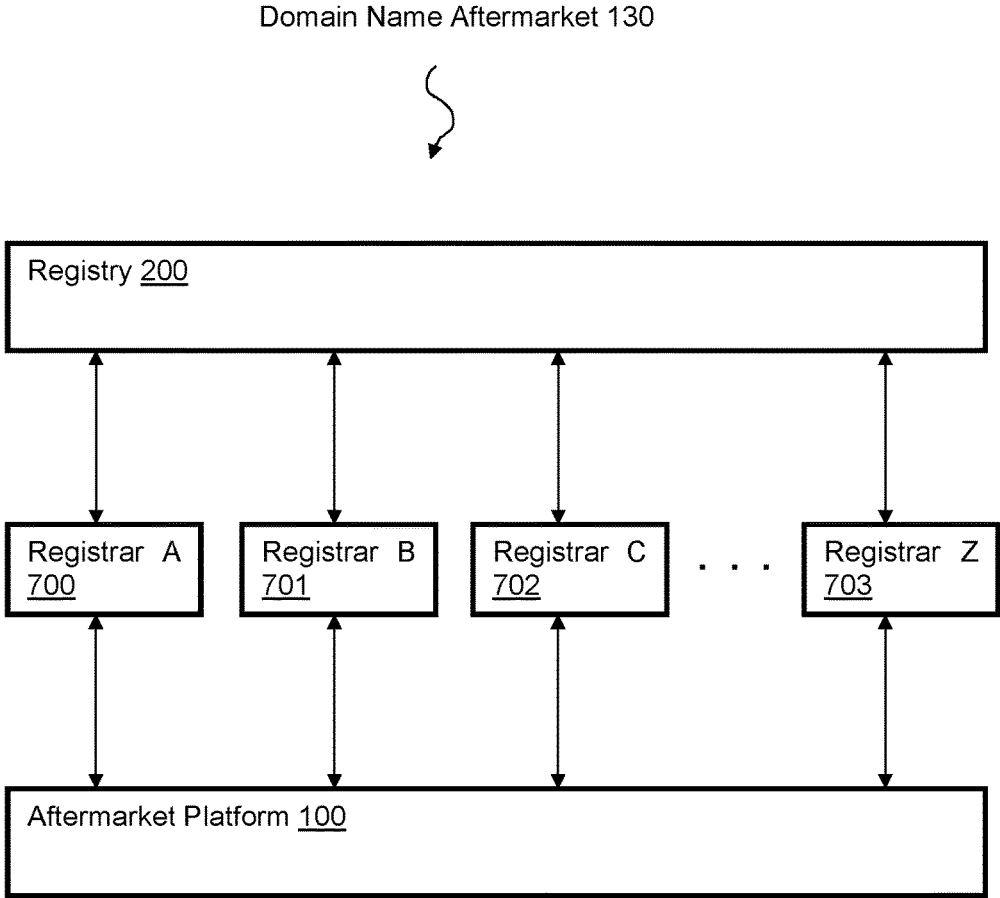 Domain Name Aftermarket 130
Registry 200
Registrar A
700
Registrar B
701
Registrar C
702
. . .
Registrar Z
703
Aftermarket Platform 100